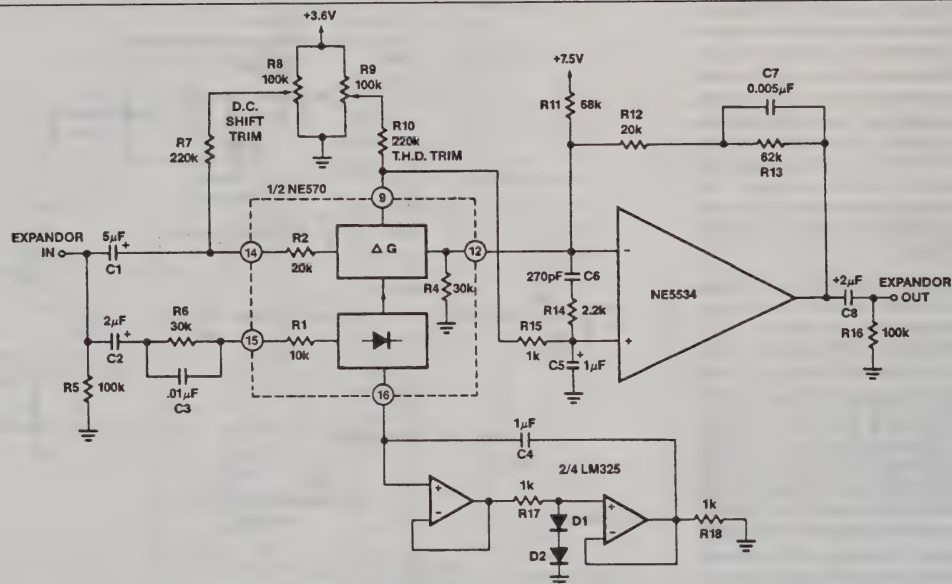 +3.6V
R8
100k
R9
100k
D.C.
SHIFT
TRIM
R7
220k
R10
220k
T.H.D. TRIM
+7.5V
R11
68k
R12
20k
C7
0.005µF
62k
R13
1/2 NE570
9
EXPANDOR
IN
5µF
+
C1
14
R2
20k
ΔG
12
R4
30k
270pF
C6
R14
2.2k
−
+
NE5534
+2µF
C8
EXPANDOR
OUT
R16
100k
2µF
+
C2
R6
30k
C3
.01µF
15
R1
10k
R15
1k
C5
+
1µF
R5
100k
16
1µF
C4
2/4 LM325
+
−
1k
R17
D1
D2
+
−
1k
R18